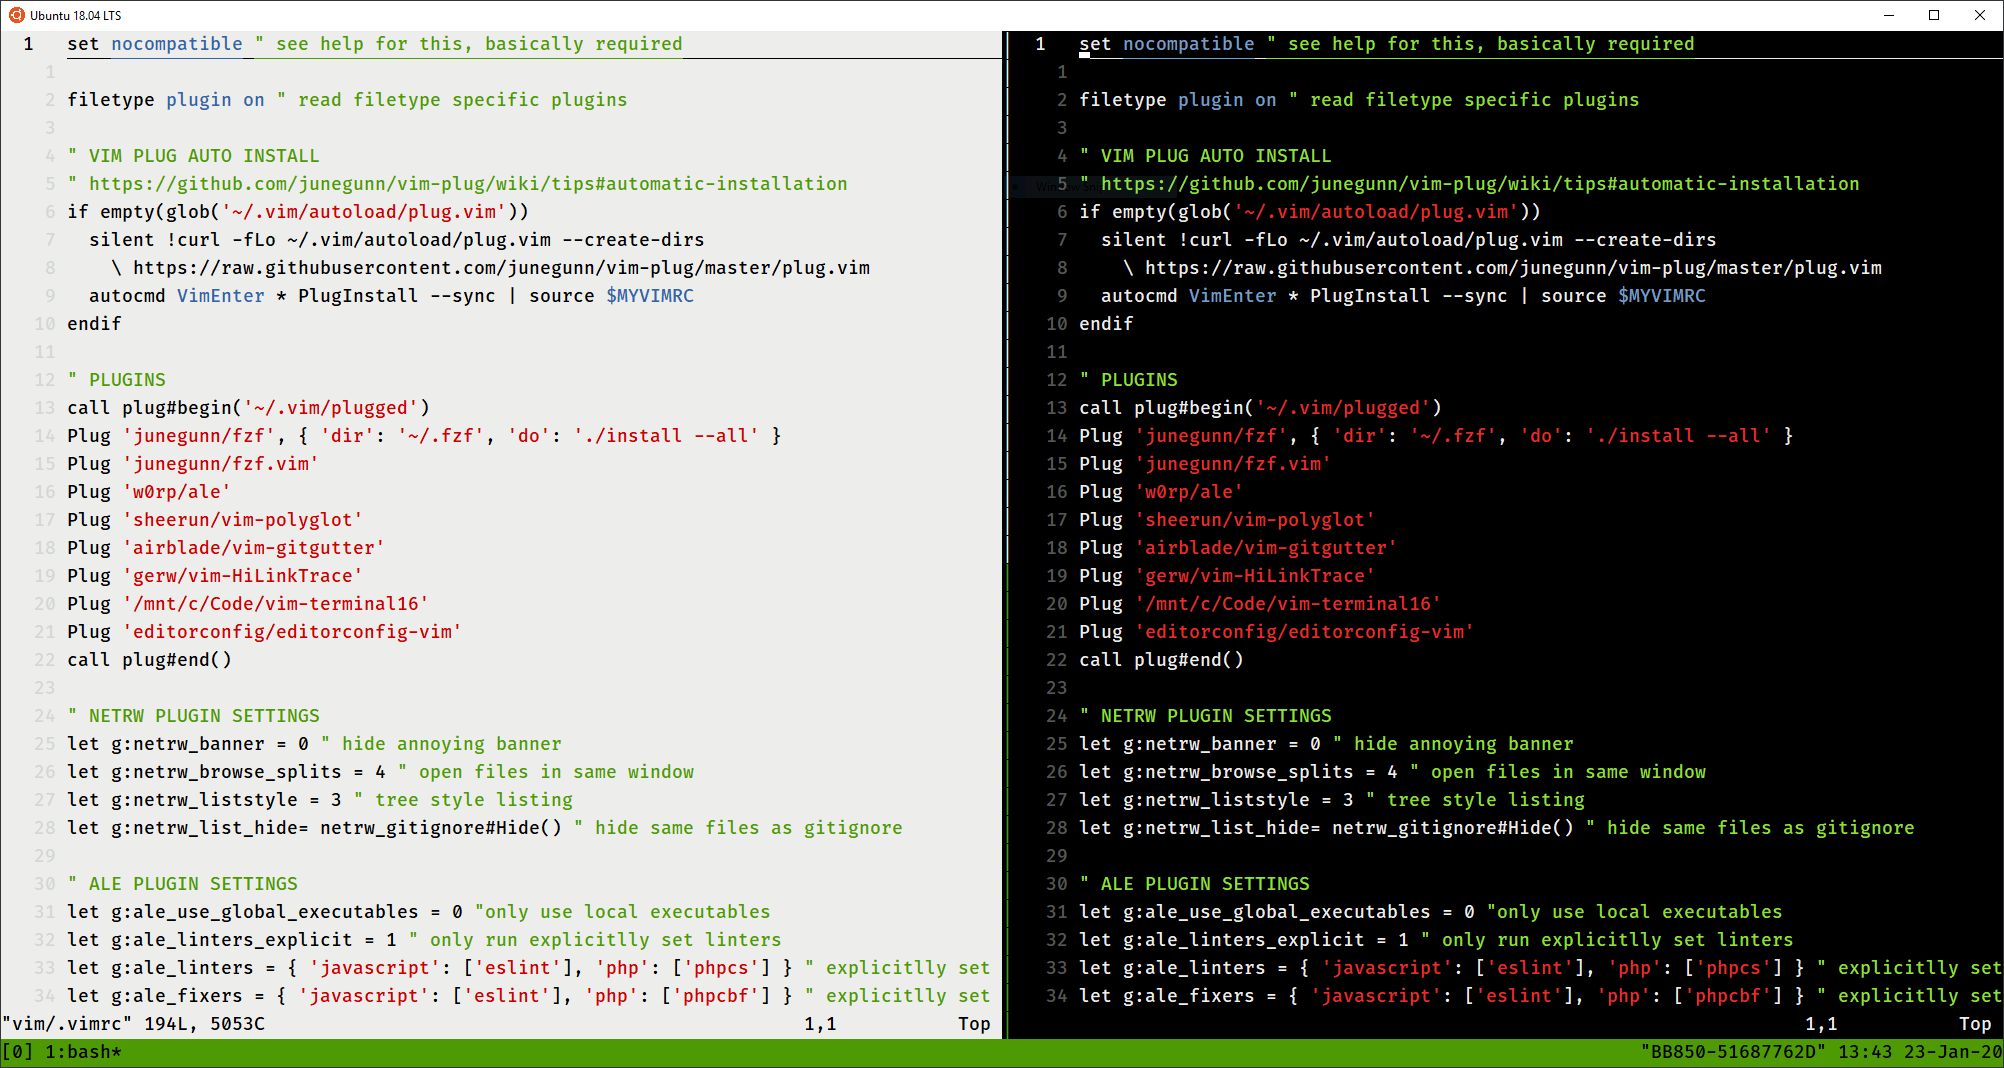 Ubuntu 18.04 LTS
1 set nocompatible " see help for this, basically required
1
2 filetype plugin on " read filetype specific plugins
3
4 " VIM PLUG AUTO INSTALL
5 " https://github.com/junegunn/vim-plug/wiki/tips#automatic-installation
6 if empty(glob('~/.vim/autoload/plug.vim'))
7 silent !curl -fLo ~/.vim/autoload/plug.vim --create-dirs
8 \ https://raw.githubusercontent.com/junegunn/vim-plug/master/plug.vim
9 autocmd VimEnter * PlugInstall --sync | source $MYVIMRC
10 endif
11
12 " PLUGINS
13 call plug#begin('~/.vim/plugged')
14 Plug 'junegunn/fzf', { 'dir': '~/.fzf', 'do': './install --all' }
15 Plug 'junegunn/fzf.vim'
16 Plug 'w0rp/ale'
17 Plug 'sheerun/vim-polyglot'
18 Plug 'airblade/vim-gitgutter'
19 Plug 'gerw/vim-HiLinkTrace'
20 Plug '/mnt/c/Code/vim-terminal16'
21 Plug 'editorconfig/editorconfig-vim'
22 call plug#end()
23
24 " NETRW PLUGIN SETTINGS
25 let g:netrw_banner = 0 " hide annoying banner
26 let g:netrw_browse_splits = 4 " open files in same window
27 let g:netrw_liststyle = 3 " tree style listing
28 let g:netrw_list_hide= netrw_gitignore#Hide() " hide same files as gitignore
29
30 " ALE PLUGIN SETTINGS
31 let g:ale_use_global_executables = 0 "only use local executables
32 let g:ale_linters_explicit = 1 " only run explicitlly set linters
33 let g:ale_linters = { 'javascript': ['eslint'], 'php': ['phpcs'] } " explicitlly set
34 let g:ale_fixers = { 'javascript': ['eslint'], 'php': ['phpcbf'] } " explicitlly set
"vim/.vimrc" 194L, 5053C 1,1 Top
1 set nocompatible " see help for this, basically required
1
2 filetype plugin on " read filetype specific plugins
3
4 " VIM PLUG AUTO INSTALL
5 " https://github.com/junegunn/vim-plug/wiki/tips#automatic-installation
6 if empty(glob('~/.vim/autoload/plug.vim'))
7 silent !curl -fLo ~/.vim/autoload/plug.vim --create-dirs
8 \ https://raw.githubusercontent.com/junegunn/vim-plug/master/plug.vim
9 autocmd VimEnter * PlugInstall --sync | source $MYVIMRC
10 endif
11
12 " PLUGINS
13 call plug#begin('~/.vim/plugged')
14 Plug 'junegunn/fzf', { 'dir': '~/.fzf', 'do': './install --all' }
15 Plug 'junegunn/fzf.vim'
16 Plug 'w0rp/ale'
17 Plug 'sheerun/vim-polyglot'
18 Plug 'airblade/vim-gitgutter'
19 Plug 'gerw/vim-HiLinkTrace'
20 Plug '/mnt/c/Code/vim-terminal16'
21 Plug 'editorconfig/editorconfig-vim'
22 call plug#end()
23
24 " NETRW PLUGIN SETTINGS
25 let g:netrw_banner = 0 " hide annoying banner
26 let g:netrw_browse_splits = 4 " open files in same window
27 let g:netrw_liststyle = 3 " tree style listing
28 let g:netrw_list_hide= netrw_gitignore#Hide() " hide same files as gitignore
29
30 " ALE PLUGIN SETTINGS
31 let g:ale_use_global_executables = 0 "only use local executables
32 let g:ale_linters_explicit = 1 " only run explicitlly set linters
33 let g:ale_linters = { 'javascript': ['eslint'], 'php': ['phpcs'] } " explicitlly set
34 let g:ale_fixers = { 'javascript': ['eslint'], 'php': ['phpcbf'] } " explicitlly set
1,1 Top
[0] 1:bash* "BB850-51687762D" 13:43 23-Jan-20